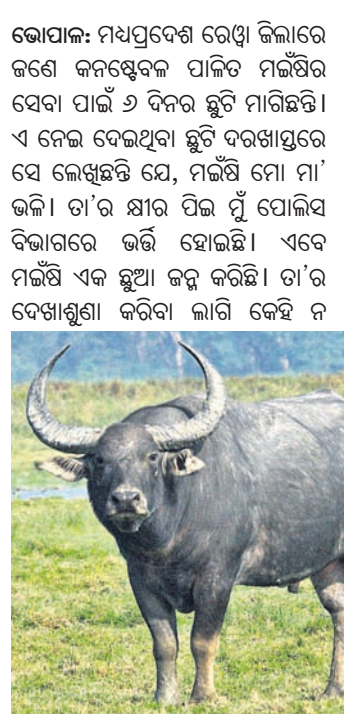 ଭୋପାଳ: ମଧ୍ୟପ୍ରଦେଶ ରେୱା ଜିଲାରେ
ଜଣେ କନଷ୍ଟେବଳ ପାଳିତ ମଇଁଷିର
ସେବା ପାଇଁ ୬ ଦିନର ଛୁଟି ମାଗିଛନ୍ତି।
ଏ ନେଇ ଦେଇଥିବା ଛୁଟି ଦରଖାସ୍ତରେ
ସେ ଲେଖିଛନ୍ତି ଯେ, ମଇଁଷି ମୋ ମା’
ଭଳି। ତା’ର କ୍ଷୀର ପିଇ ମୁଁ ପୋଲିସ
ବିଭାଗରେ ଭର୍ତ୍ତି ହୋଇଛି। ଏବେ
ମଇଁଷି ଏକ ଛୁଆ ଜନ୍ମ କରିଛି। ତା’ର
ଦେଖାଶୁଣା କରିବା ଲାଗି କେହି ନ